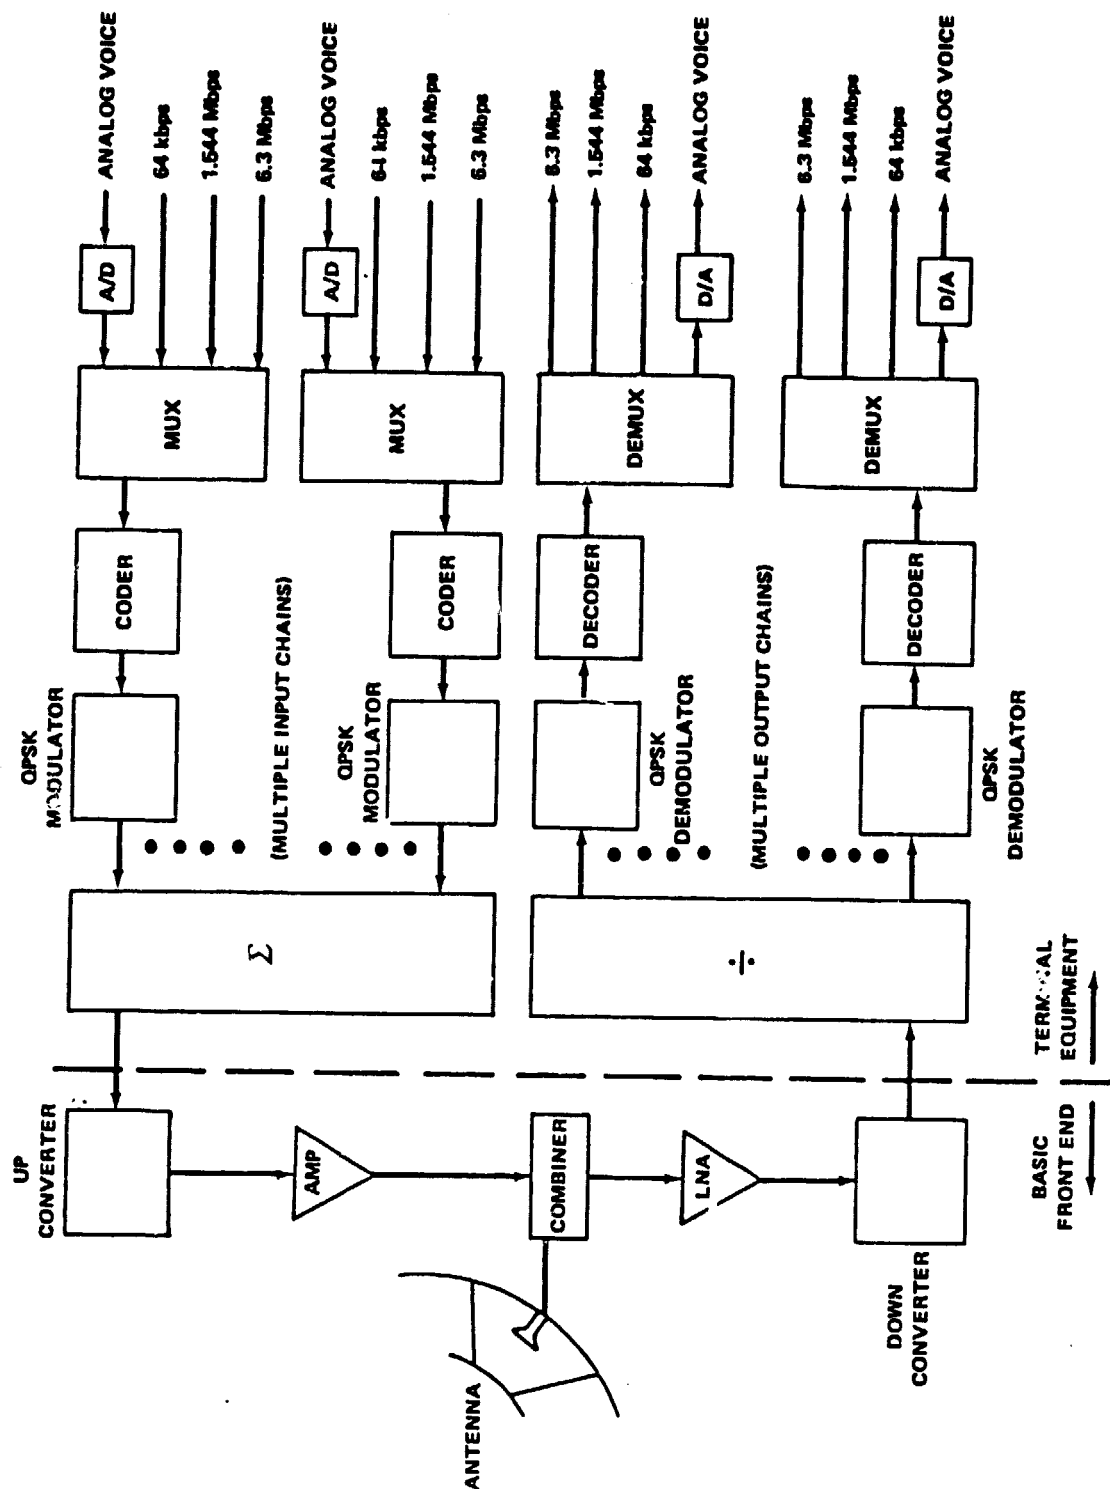 UP
CONVERTER
QPSK
MODULATOR
CODER
MUX
A/D
ANALOG VOICE
64 kbps
1.544 Mbps
6.3 Mbps
Σ
(MULTIPLE INPUT CHAINS)
AMP
QPSK
MODULATOR
CODER
MUX
A/D
ANALOG VOICE
64 kbps
1.544 Mbps
6.3 Mbps
ANTENNA
COMBINER
QPSK
DEMODULATOR
DECODER
DEMUX
6.3 Mbps
1.544 Mbps
64 kbps
D/A
ANALOG VOICE
LNA
÷
(MULTIPLE OUTPUT CHAINS)
DOWN
CONVERTER
QPSK
DEMODULATOR
DECODER
DEMUX
6.3 Mbps
1.544 Mbps
64 kbps
D/A
ANALOG VOICE
BASIC
FRONT END
TERMINAL
EQUIPMENT